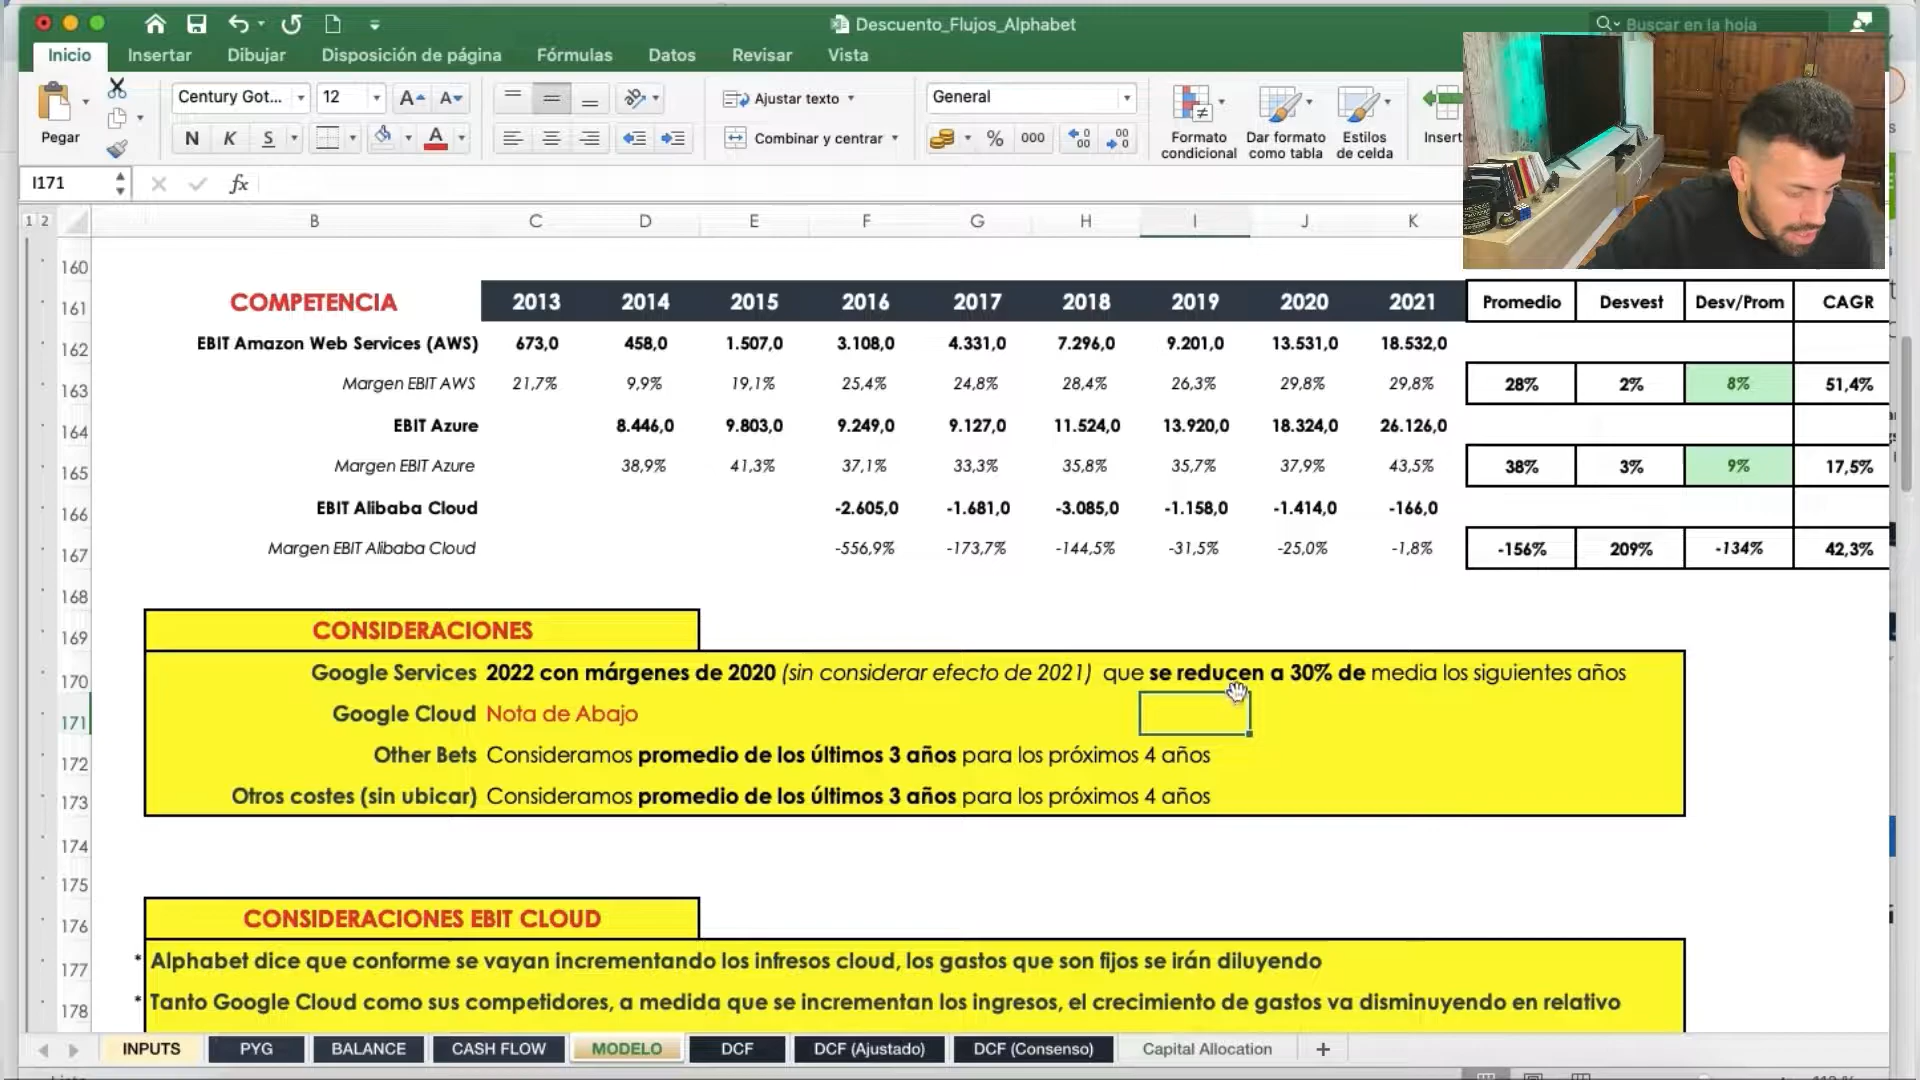 Descuento_Flujos_Alphabet
Buscar en la hoja
Inicio Insertar Dibujar Disposición de página Fórmulas Datos Revisar Vista
Pegar
Century Got... 12 A A
N K S A
Ajustar texto
Combinar y centrar
General
% 000
Formato condicional
Dar formato como tabla
Estilos de celda
Insert
I171 fx
1 2 B C D E F G H I J K
160
161 COMPETENCIA 2013 2014 2015 2016 2017 2018 2019 2020 2021 Promedio Desvest Desv/Prom CAGR
162 EBIT Amazon Web Services (AWS) 673,0 458,0 1.507,0 3.108,0 4.331,0 7.296,0 9.201,0 13.531,0 18.532,0
163 Margen EBIT AWS 21,7% 9,9% 19,1% 25,4% 24,8% 28,4% 26,3% 29,8% 29,8% 28% 2% 8% 51,4%
164 EBIT Azure 8.446,0 9.803,0 9.249,0 9.127,0 11.524,0 13.920,0 18.324,0 26.126,0
165 Margen EBIT Azure 38,9% 41,3% 37,1% 33,3% 35,8% 35,7% 37,9% 43,5% 38% 3% 9% 17,5%
166 EBIT Alibaba Cloud -2.605,0 -1.681,0 -3.085,0 -1.158,0 -1.414,0 -166,0
167 Margen EBIT Alibaba Cloud -556,9% -173,7% -144,5% -31,5% -25,0% -1,8% -156% 209% -134% 42,3%
168
169 CONSIDERACIONES
170 Google Services 2022 con márgenes de 2020 (sin considerar efecto de 2021) que se reducen a 30% de media los siguientes años
171 Google Cloud Nota de Abajo
172 Other Bets Consideramos promedio de los últimos 3 años para los próximos 4 años
173 Otros costes (sin ubicar) Consideramos promedio de los últimos 3 años para los próximos 4 años
174
175
176 CONSIDERACIONES EBIT CLOUD
177 * Alphabet dice que conforme se vayan incrementando los infresos cloud, los gastos que son fijos se irán diluyendo
178 * Tanto Google Cloud como sus competidores, a medida que se incrementan los ingresos, el crecimiento de gastos va disminuyendo en relativo
INPUTS PYG BALANCE CASH FLOW MODELO DCF DCF (Ajustado) DCF (Consenso) Capital Allocation +